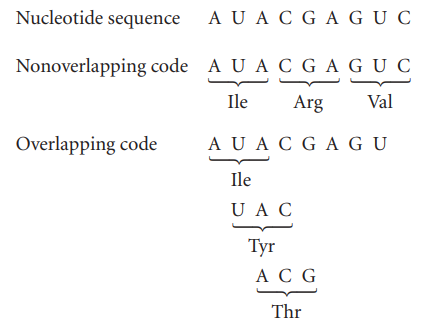 Nucleotide sequence A U A C G A G U C
Nonoverlapping code A U A C G A G U C
Ile Arg Val
Overlapping code A U A C G A G U
Ile
U A C
Tyr
A C G
Thr